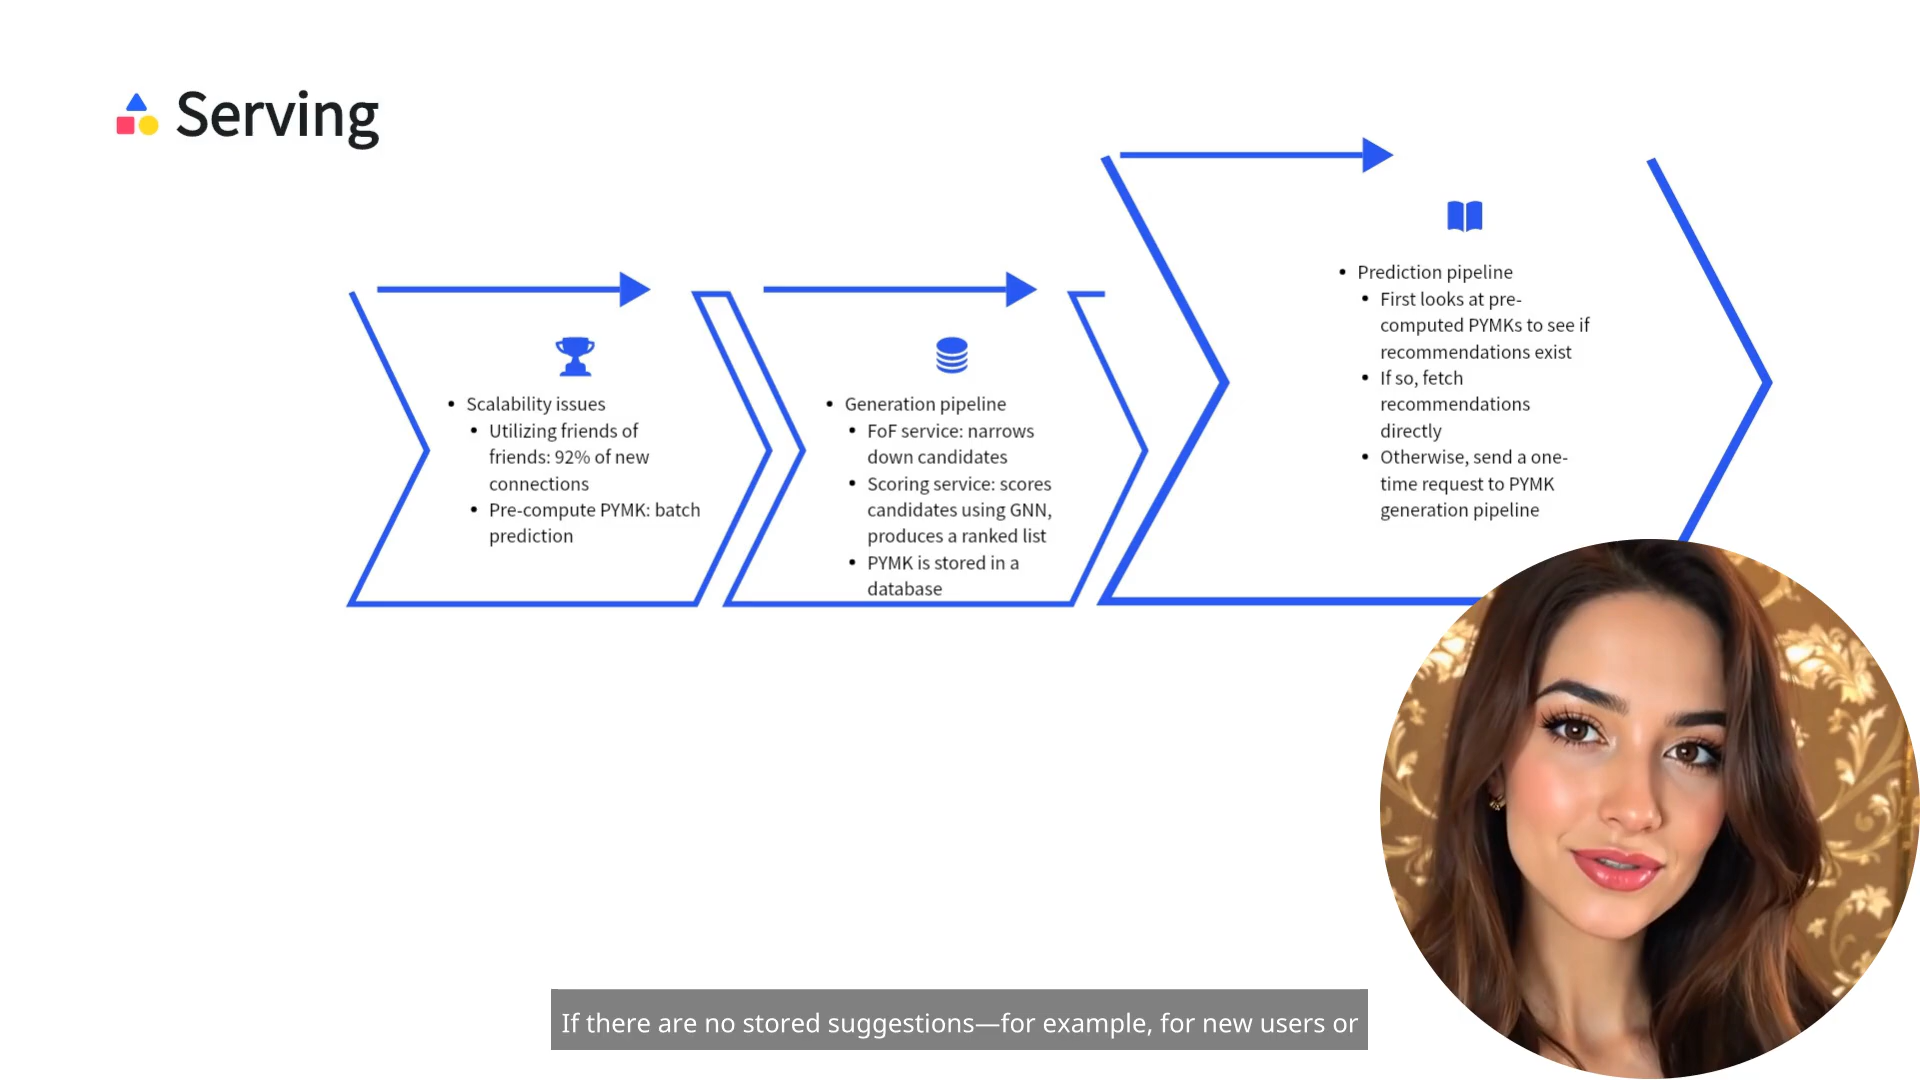 Serving
Scalability issues
Utilizing friends of
friends: 92% of new
connections
Pre-compute PYMK: batch
prediction
Generation pipeline
FoF service: narrows
down candidates
Scoring service: scores
candidates using GNN,
produces a ranked list
PYMK is stored in a
database
Prediction pipeline
First looks at pre-
computed PYMKs to see if
recommendations exist
If so, fetch
recommendations
directly
Otherwise, send a one-
time request to PYMK
generation pipeline
If there are no stored suggestions—for example, for new users or